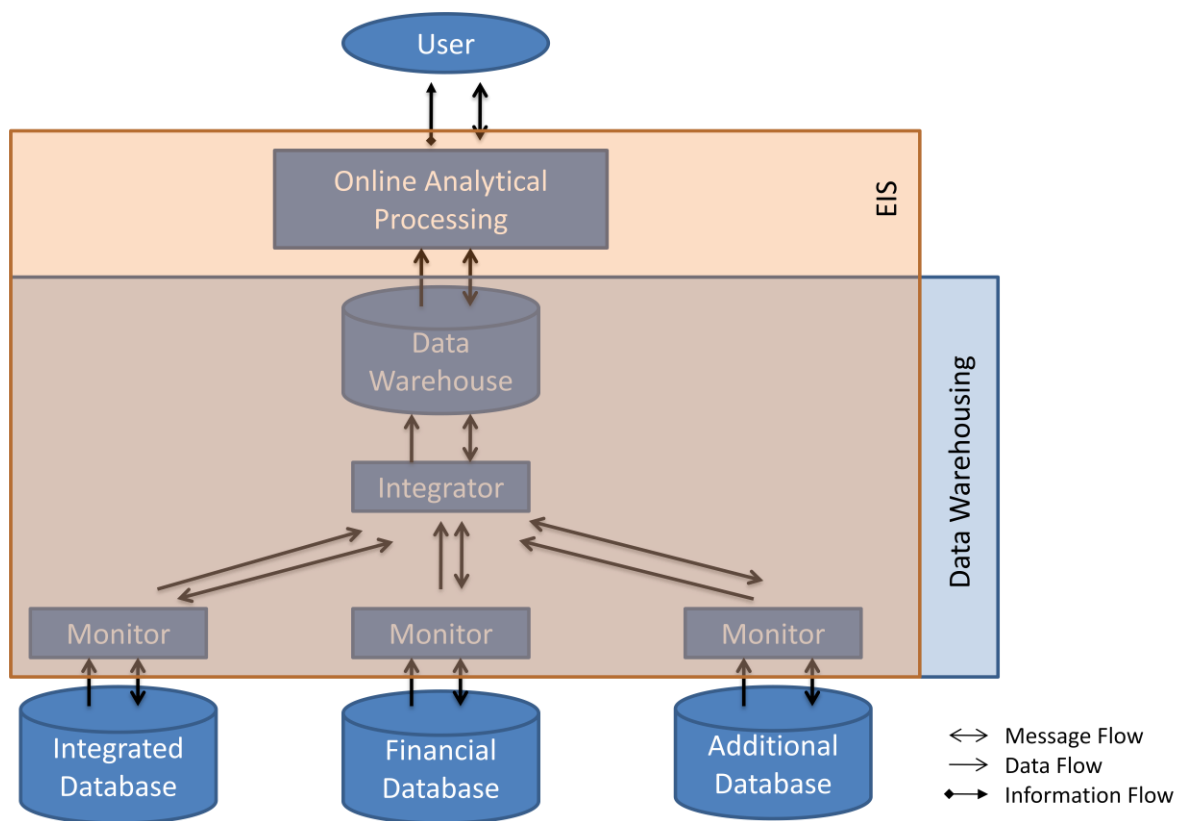 User
Online Analytical
Processing
EIS
Data
Warehouse
Data Warehousing
Integrator
Monitor
Monitor
Monitor
Integrated
Database
Financial
Database
Additional
Database
Message Flow
Data Flow
Information Flow